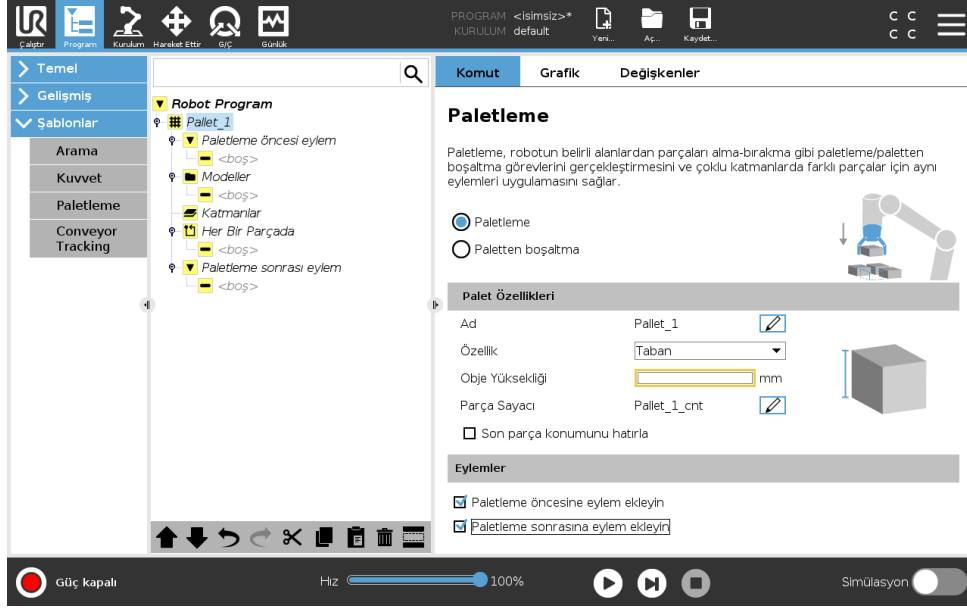 PROGRAM <isimsiz>*
KURULUM default
Çalıştır
Program
Kurulum
Hareket Ettir
G/Ç
Günlük
Yeni...
Aç...
Kaydet...
C C
C C
Temel
Gelişmiş
Şablonlar
Arama
Kuvvet
Paletleme
Conveyor
Tracking
Robot Program
Pallet_1
Paletleme öncesi eylem
<boş>
Modeller
<boş>
Katmanlar
Her Bir Parçada
<boş>
Paletleme sonrası eylem
<boş>
Komut
Grafik
Değişkenler
Paletleme
Paletleme, robotun belirli alanlardan parçaları alma-bırakma gibi paletleme/paletten
boşaltma görevlerini gerçekleştirmesini ve çoklu katmanlarda farklı parçalar için aynı
eylemleri uygulamasını sağlar.
Paletleme
Paletten boşaltma
Palet Özellikleri
Ad Pallet_1
Özellik Taban
Obje Yüksekliği mm
Parça Sayacı Pallet_1_cnt
Son parça konumunu hatırla
Eylemler
Paletleme öncesine eylem ekleyin
Paletleme sonrasına eylem ekleyin
Güç kapalı
Hız 100%
Simülasyon